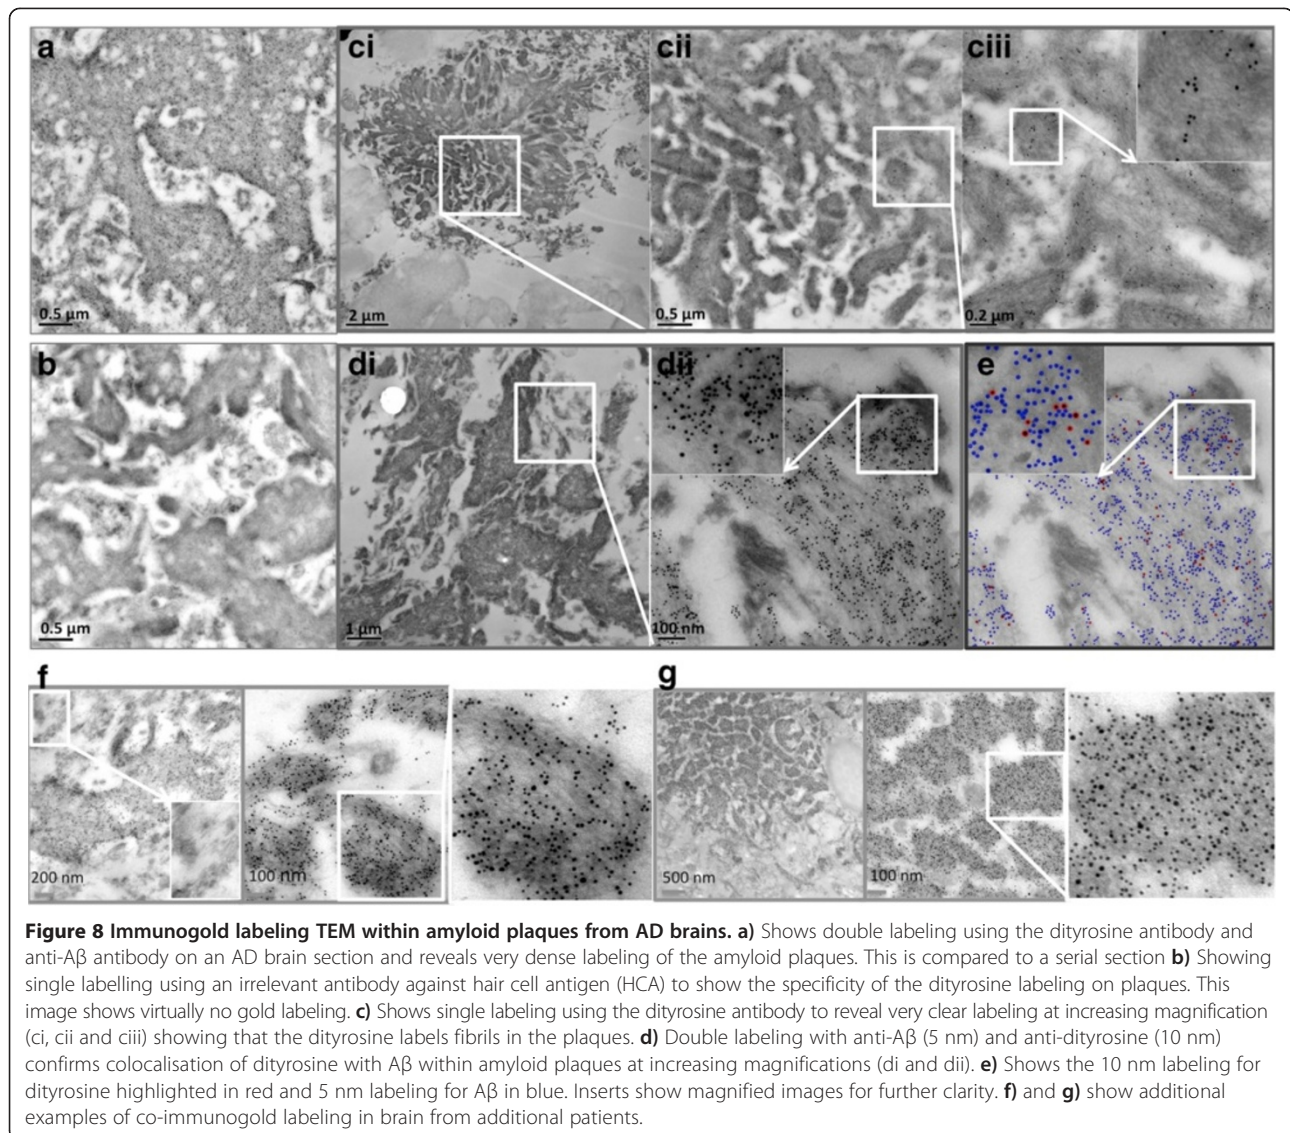 a
ci
cii
ciii
0.5 µm
2 µm
0.5 µm
0.2 µm
b
di
dii
e
0.5 µm
1 µm
100 nm
f
g
200 nm
100 nm
500 nm
100 nm
Figure 8 Immunogold labeling TEM within amyloid plaques from AD brains. a) Shows double labeling using the dityrosine antibody and
anti-Aβ antibody on an AD brain section and reveals very dense labeling of the amyloid plaques. This is compared to a serial section b) Showing
single labelling using an irrelevant antibody against hair cell antigen (HCA) to show the specificity of the dityrosine labeling on plaques. This
image shows virtually no gold labeling. c) Shows single labeling using the dityrosine antibody to reveal very clear labeling at increasing magnification
(ci, cii and ciii) showing that the dityrosine labels fibrils in the plaques. d) Double labeling with anti-Aβ (5 nm) and anti-dityrosine (10 nm)
confirms colocalisation of dityrosine with Aβ within amyloid plaques at increasing magnifications (di and dii). e) Shows the 10 nm labeling for
dityrosine highlighted in red and 5 nm labeling for Aβ in blue. Inserts show magnified images for further clarity. f) and g) show additional
examples of co-immunogold labeling in brain from additional patients.